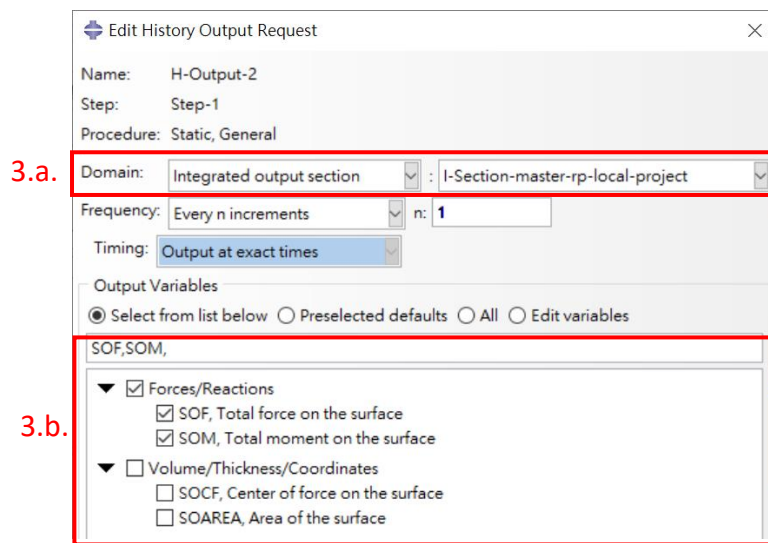 Edit History Output Request
Name: H-Output-2
Step: Step-1
Procedure: Static, General
3.a. Domain: Integrated output section : I-Section-master-rp-local-project
Frequency: Every n increments n: 1
Timing: Output at exact times
Output Variables
Select from list below Preselected defaults All Edit variables
SOF,SOM,
Forces/Reactions
SOF, Total force on the surface
3.b. SOM, Total moment on the surface
Volume/Thickness/Coordinates
SOCF, Center of force on the surface
SOAREA, Area of the surface